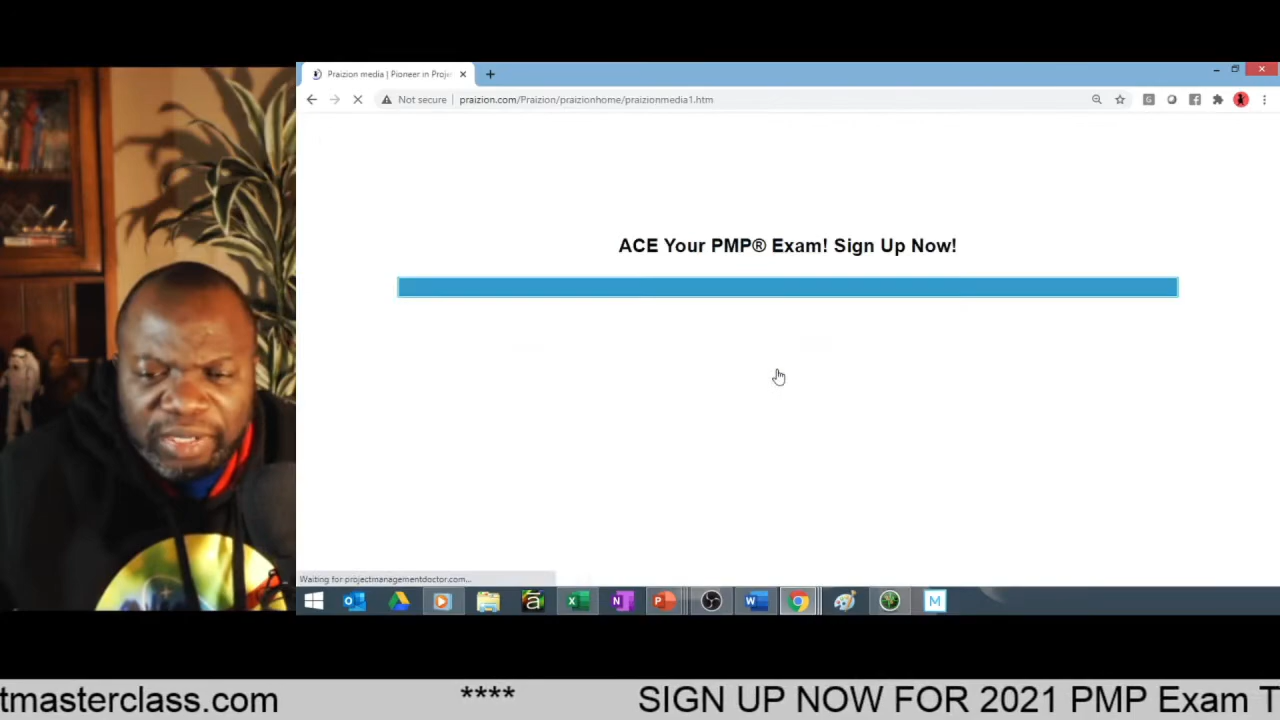 Praizion media | Pioneer in Proje
Not secure praizion.com/Praizion/praizionhome/praizionmedia1.htm
ACE Your PMP® Exam! Sign Up Now!
Waiting for projectmanagementdoctor.com...
tmasterclass.com **** SIGN UP NOW FOR 2021 PMP Exam T